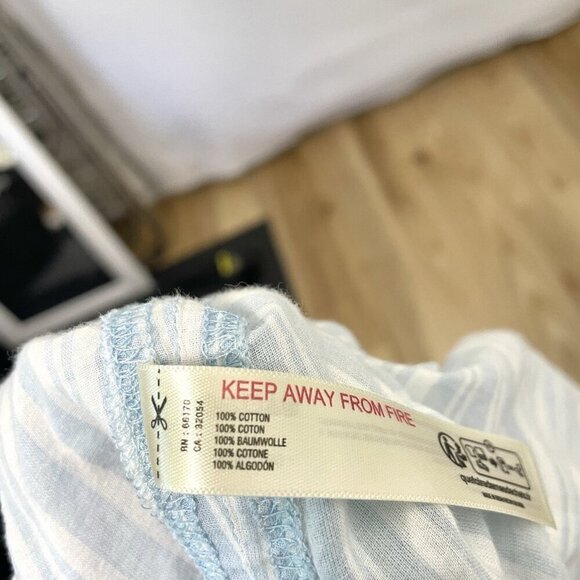 KEEP AWAY FROM FIRE
RN : 66170
CA : 32054
100% COTTON
100% COTON
100% BAUMWOLLE
100% COTONE
100% ALGODÓN